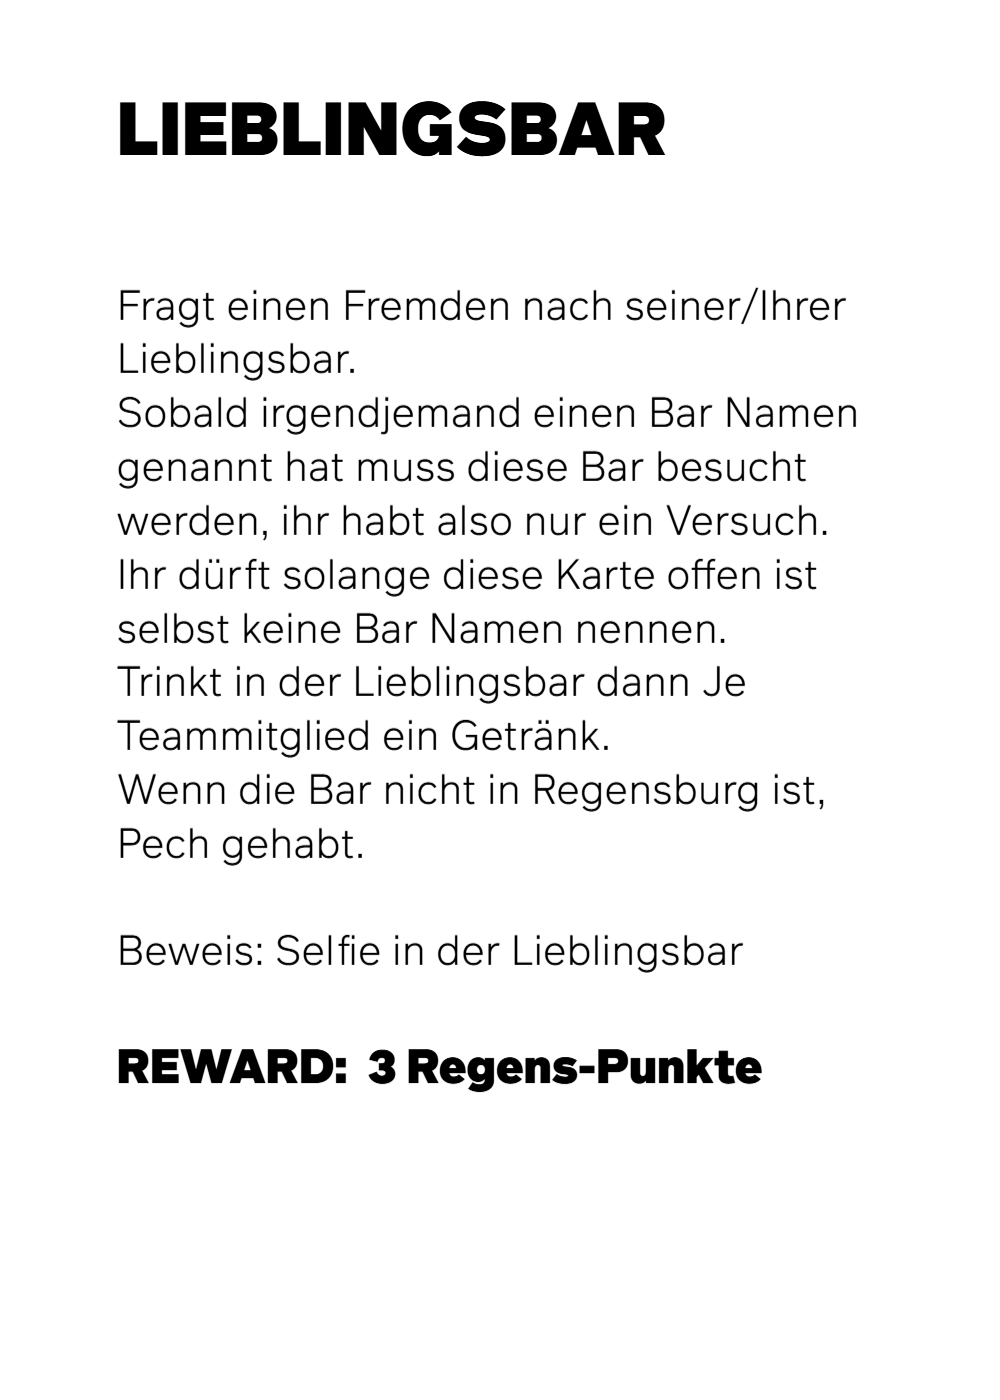 LIEBLINGSBAR
Fragt einen Fremden nach seiner/Ihrer
Lieblingsbar.
Sobald irgendjemand einen Bar Namen
genannt hat muss diese Bar besucht
werden, ihr habt also nur ein Versuch.
Ihr dürft solange diese Karte offen ist
selbst keine Bar Namen nennen.
Trinkt in der Lieblingsbar dann Je
Teammitglied ein Getränk.
Wenn die Bar nicht in Regensburg ist,
Pech gehabt.
Beweis: Selfie in der Lieblingsbar
REWARD: 3 Regens-Punkte